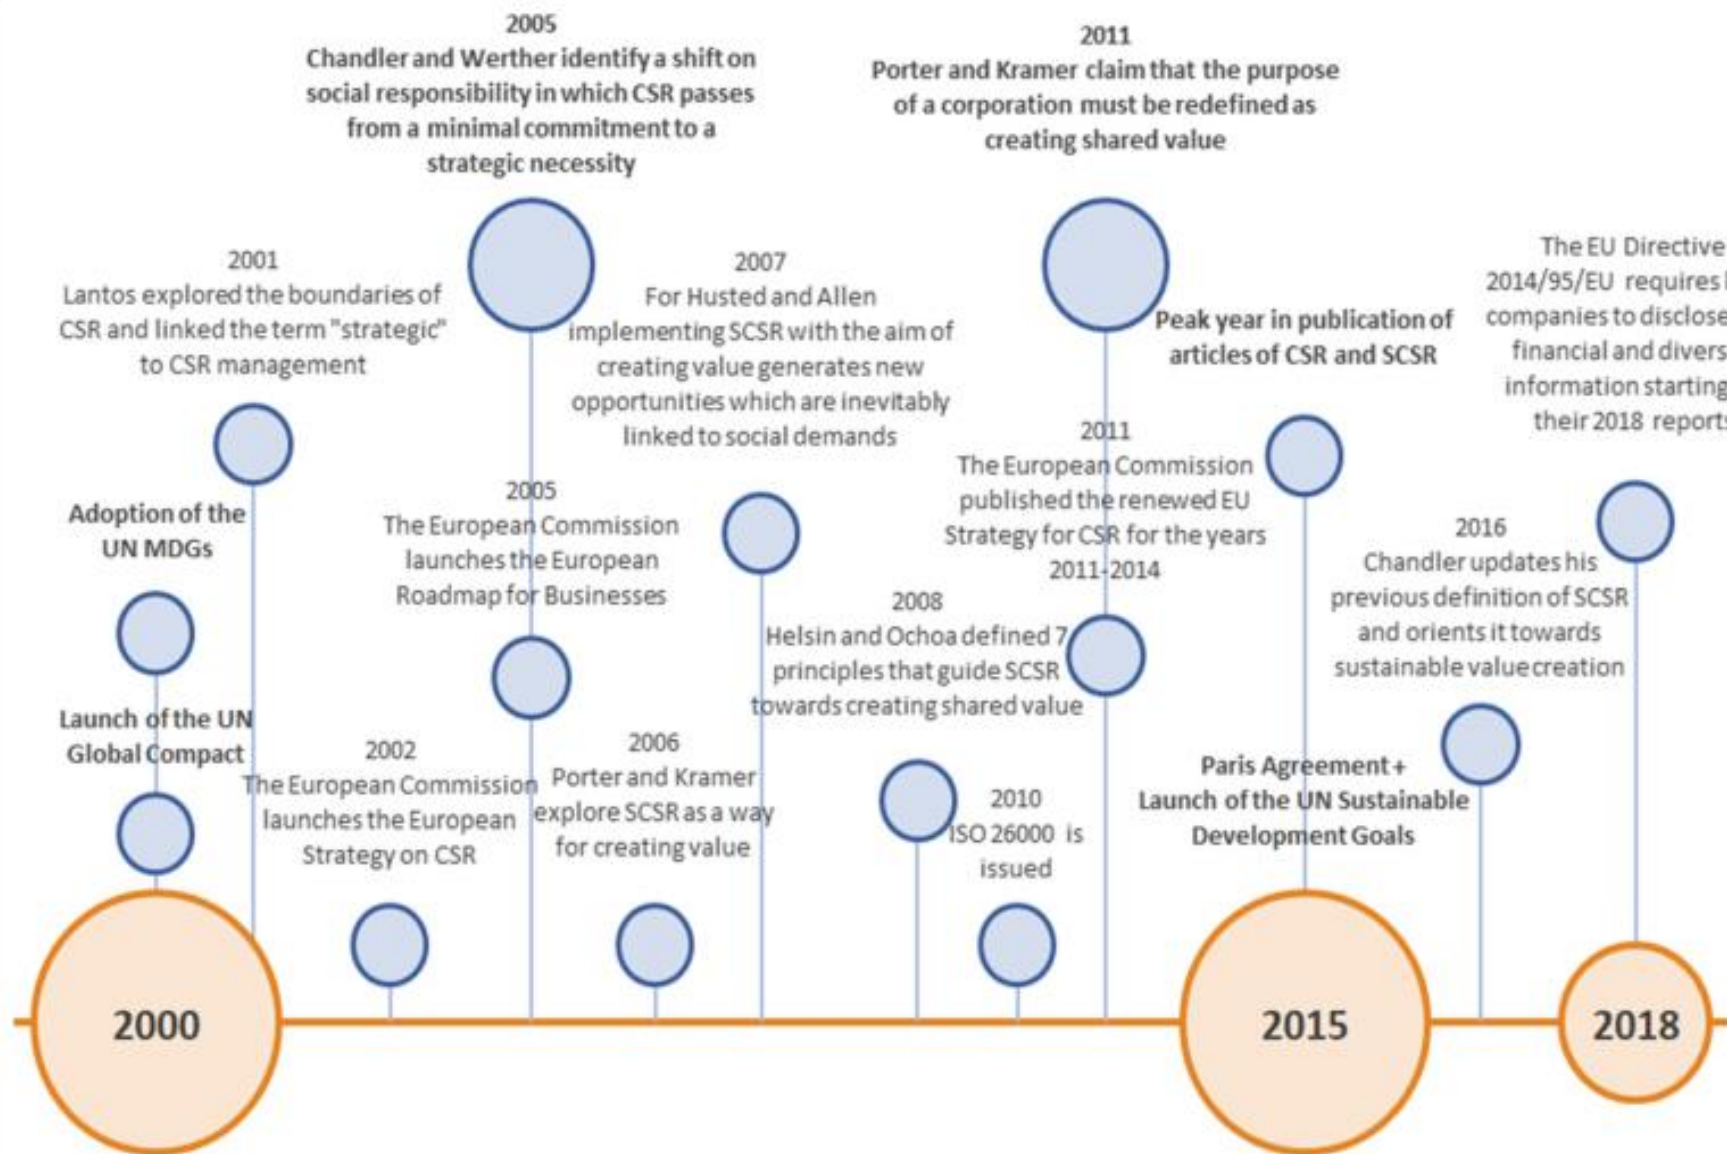 2005
Chandler and Werther identify a shift on
social responsibility in which CSR passes
from a minimal commitment to a
strategic necessity
2011
Porter and Kramer claim that the purpose
of a corporation must be redefined as
creating shared value
2001
Lantos explored the boundaries of
CSR and linked the term "strategic"
to CSR management
2007
For Husted and Allen
implementing SCSR with the aim of
creating value generates new
opportunities which are inevitably
linked to social demands
Peak year in publication of
articles of CSR and SCSR
The EU Directive
2014/95/EU requires
companies to disclose
financial and
information starting
their 2018
Adoption of the
UN MDGs
2005
The European Commission
launches the European
Roadmap for Businesses
2011
The European Commission
published the renewed EU
Strategy for CSR for the years
2011-2014
2016
Chandler updates his
previous definition of SCSR
and orients it towards
sustainable value creation
2008
Helsin and Ochoa defined 7
principles that guide SCSR
towards creating shared value
Launch of the UN
Global Compact
2002
The European Commission
launches the European
Strategy on CSR
2006
Porter and Kramer
explore SCSR as a way
for creating value
2010
ISO 26000 is
issued
Paris Agreement +
Launch of the UN Sustainable
Development Goals
2000
2015
2018